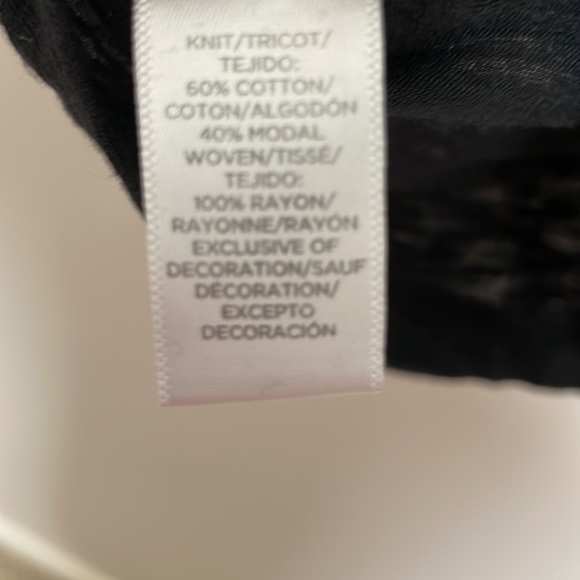 KNIT/TRICOT/
TEJIDO:
60% COTTON/
COTON/ALGODÓN
40% MODAL
WOVEN/TISSÉ/
TEJIDO:
100% RAYON/
RAYONNE/RAYÓN
EXCLUSIVE OF
DECORATION/SAUF
DÉCORATION/
EXCEPTO
DECORACIÓN